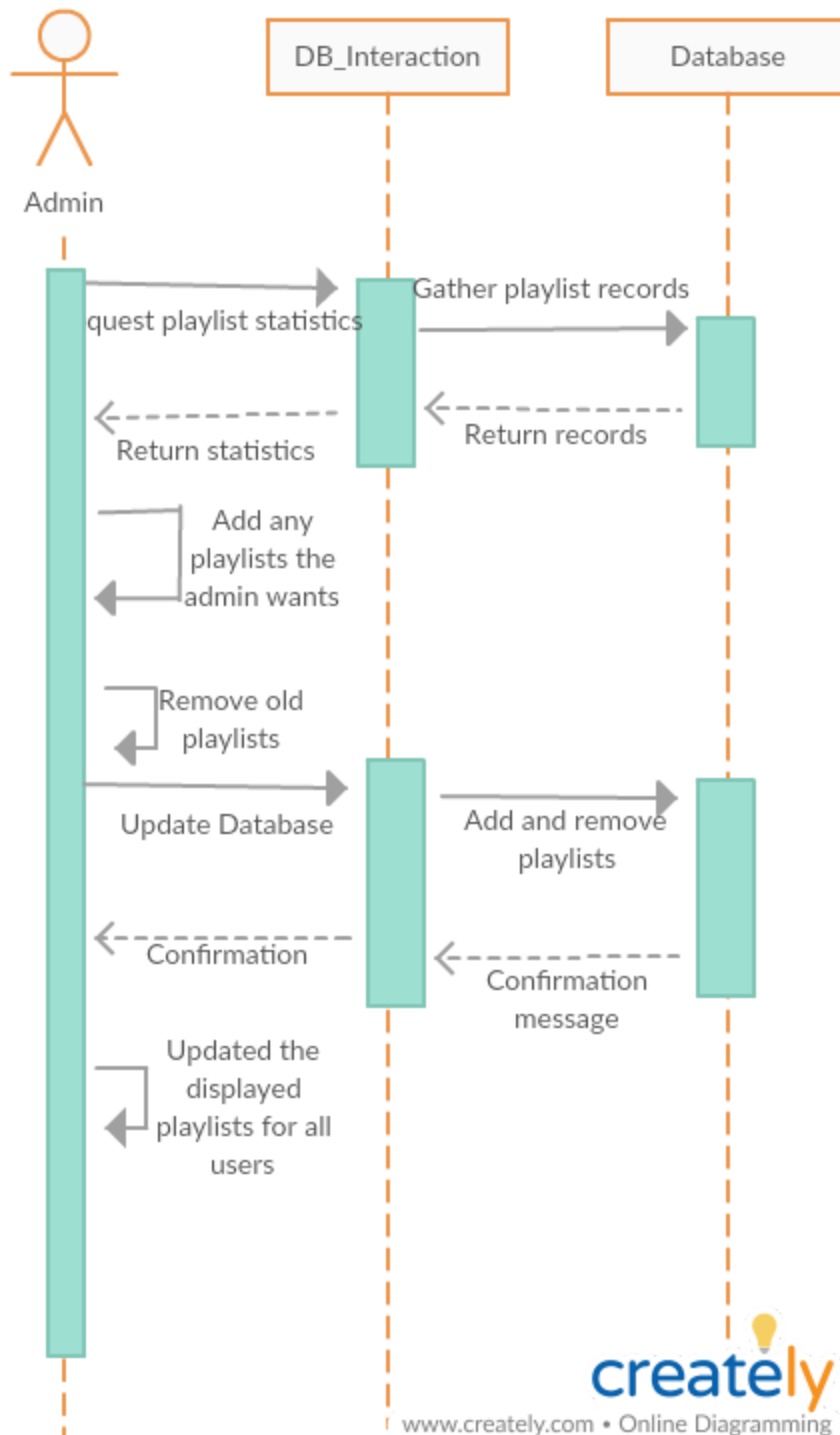 DB_Interaction
Database
Admin
Gather playlist records
quest playlist statistics
Return statistics
Return records
Add any
playlists the
admin wants
Remove old
playlists
Update Database
Add and remove
playlists
Confirmation
Confirmation
message
Updated the
displayed
playlists for all
users
creately
www.creately.com • Online Diagramming